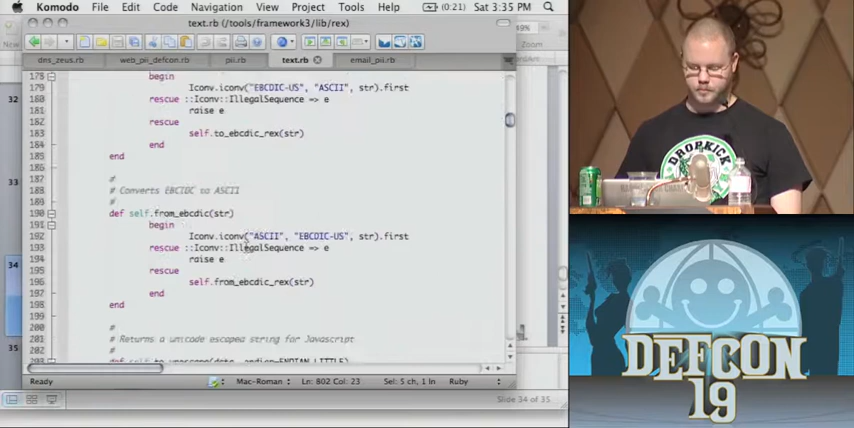 Komodo File Edit Code Navigation View Project Tools Help (0:21) Sat 3:35 PM
text.rb (/tools/framework3/lib/rex)
dns_zeus.rb web_pii_defcon.rb pii.rb text.rb email_pii.rb
New
49%
Zoom
178 begin
179 Iconv.iconv("EBCDIC-US", "ASCII", str).first
180 rescue ::Iconv::IllegalSequence => e
181 raise e
182 rescue
183 self.to_ebcdic_rex(str)
184 end
185 end
186
187 #
188 # Converts EBCIDC to ASCII
189 #
190 def self.from_ebcdic(str)
191 begin
192 Iconv.iconv("ASCII", "EBCDIC-US", str).first
193 rescue ::Iconv::IllegalSequence => e
194 raise e
195 rescue
196 self.from_ebcdic_rex(str)
197 end
198 end
199
200 #
201 # Returns a unicode escaped string for Javascript
202 #
32
33
34
35
Ready Mac-Roman Ln: 802 Col: 23 Sel: 5 ch, 1 ln Ruby
Slide 34 of 35
DROPKICK
DEFCON
19